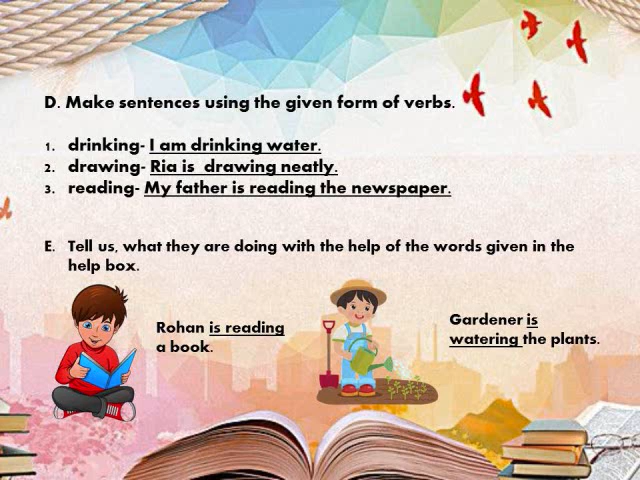 D. Make sentences using the given form of verbs.
1. drinking- I am drinking water.
2. drawing- Ria is drawing neatly.
3. reading- My father is reading the newspaper.
E. Tell us, what they are doing with the help of the words given in the
help box.
Rohan is reading
a book.
Gardener is
watering the plants.